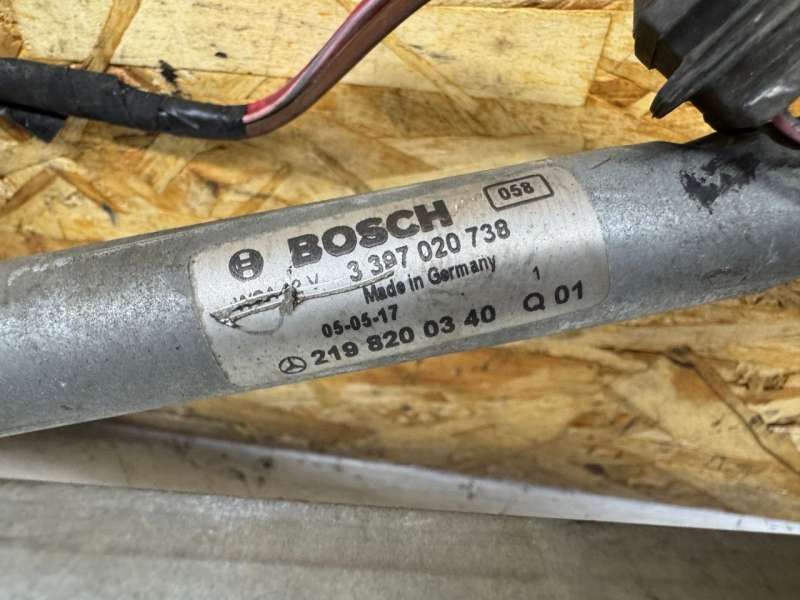 058
BOSCH
3 397 020 738
Made in Germany 1
05-05-17
219 820 03 40 Q 01